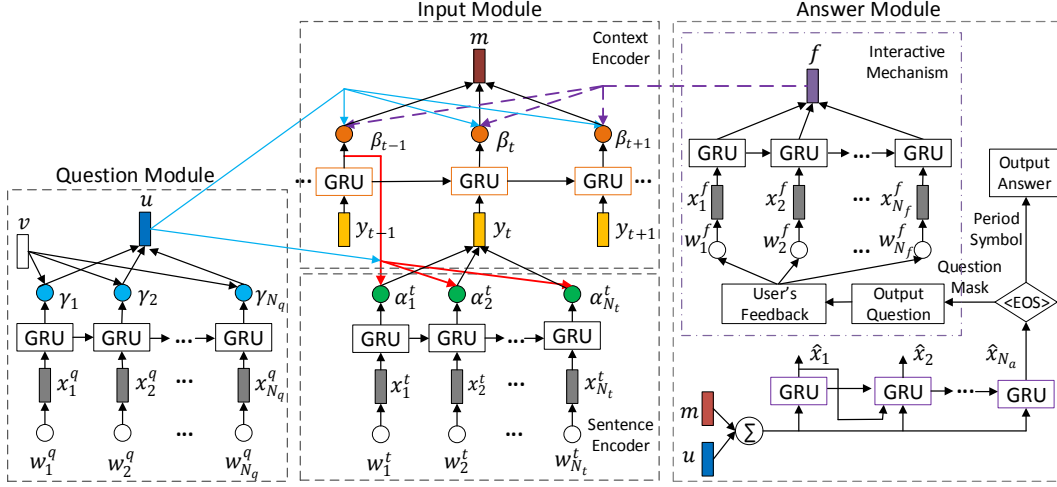 Question Module
u
v
γ_1
γ_2
γ_{N_q}
GRU
GRU
...
GRU
x_1^q
x_2^q
...
x_{N_q}^q
w_1^q
w_2^q
...
w_{N_q}^q
Input Module
m
Context
Encoder
β_{t-1}
β_t
β_{t+1}
...
GRU
GRU
GRU
...
y_{t-1}
y_t
y_{t+1}
α_1^t
α_2^t
α_{N_t}^t
GRU
GRU
...
GRU
x_1^t
x_2^t
...
x_{N_t}^t
Sentence
Encoder
w_1^t
w_2^t
...
w_{N_t}^t
Answer Module
f
Interactive
Mechanism
GRU
GRU
...
GRU
x_1^f
x_2^f
...
x_{N_f}^f
w_1^f
w_2^f
...
w_{N_f}^f
User's
Feedback
Output
Question
Output
Answer
Period
Symbol
Question
Mask
<EOS>
x̂_1
x̂_2
x̂_{N_a}
GRU
GRU
...
GRU
m
Σ
u